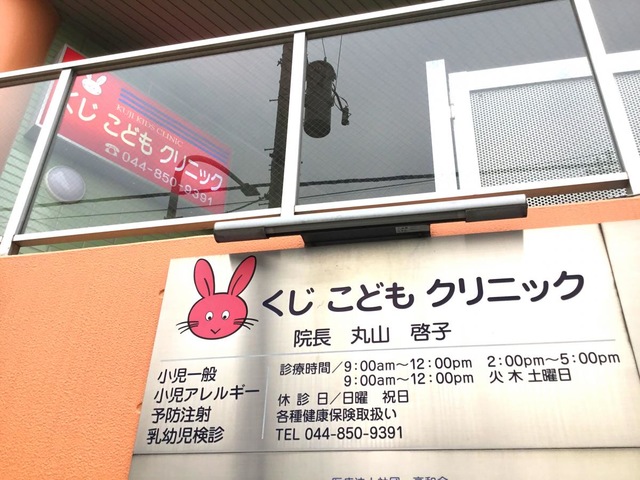 KUJI KIDS CLINIC
くじ こども クリニック
☎044-850-9391
くじ こども クリニック
院長 丸山 啓子
小児一般
小児アレルギー
予防注射
乳幼児検診
診療時間/9:00am～12:00pm 2:00pm～5:00pm
9:00am～12:00pm 火 木 土曜日
休 診 日/日曜 祝日
各種健康保険取扱い
TEL 044-850-9391